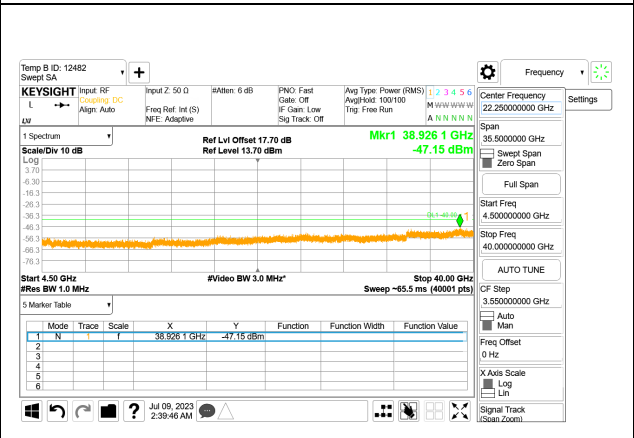 Temp B ID: 12482
Swept SA
KEYSIGHT
Input: RF
Coupling: DC
Align: Auto
Input Z: 50 Ω
Freq Ref: Int (S)
NFE: Adaptive
#Atten: 6 dB
PNO: Fast
Gate: Off
IF Gain: Low
Sig Track: Off
Avg Type: Power (RMS)
Avg|Hold: 100/100
Trig: Free Run
1 2 3 4 5 6
M W W W W W
A N N N N N
L
1 Spectrum
Scale/Div 10 dB
Ref Lvl Offset 17.70 dB
Ref Level 13.70 dBm
Mkr1 38.926 1 GHz
-47.15 dBm
Log
3.70
-6.30
-16.3
-26.3
-36.3
-46.3
-56.3
-66.3
-76.3
1
Start 4.50 GHz
#Video BW 3.0 MHz*
Stop 40.00 GHz
#Res BW 1.0 MHz
Sweep ~65.5 ms (40001 pts)
5 Marker Table
Mode Trace Scale X Y Function Function Width Function Value
1 N 1 f 38.926 1 GHz -47.15 dBm
2
3
4
5
6
Jul 09, 2023
2:39:46 AM
?
Frequency
Settings
Center Frequency
22.250000000 GHz
Span
35.5000000 GHz
Swept Span
Zero Span
Full Span
Start Freq
4.500000000 GHz
Stop Freq
40.000000000 GHz
AUTO TUNE
CF Step
3.550000000 GHz
Auto
Man
Freq Offset
0 Hz
X Axis Scale
Log
Lin
Signal Track
(Span Zoom)